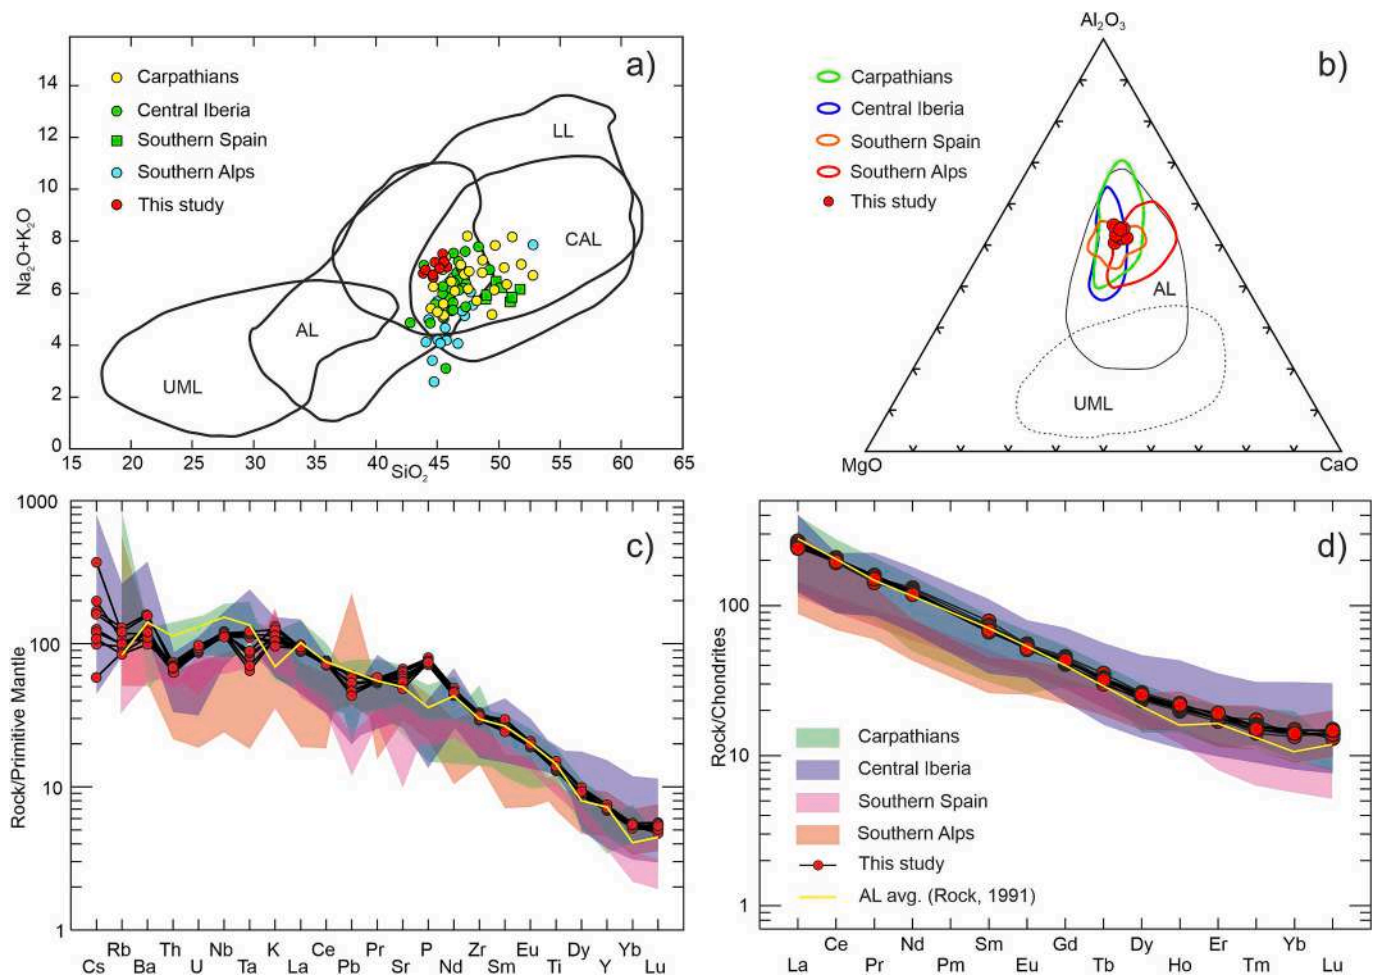 a)
14
12
10
8
6
4
2
0
Na₂O+K₂O
Carpathians
Central Iberia
Southern Spain
Southern Alps
This study
LL
CAL
AL
UML
15 20 25 30 35 40 45 50 55 60 65
SiO₂
b)
Al₂O₃
Carpathians
Central Iberia
Southern Spain
Southern Alps
This study
AL
UML
MgO CaO
c)
1000
100
10
1
Rock/Primitive Mantle
Rb Th Nb K Ce Pr P Zr Eu Dy Yb
Cs Ba U Ta La Pb Sr Nd Sm Ti Y Lu
d)
100
10
1
Rock/Chondrites
Carpathians
Central Iberia
Southern Spain
Southern Alps
This study
AL avg. (Rock, 1991)
Ce Nd Sm Gd Dy Er Yb
La Pr Pm Eu Tb Ho Tm Lu